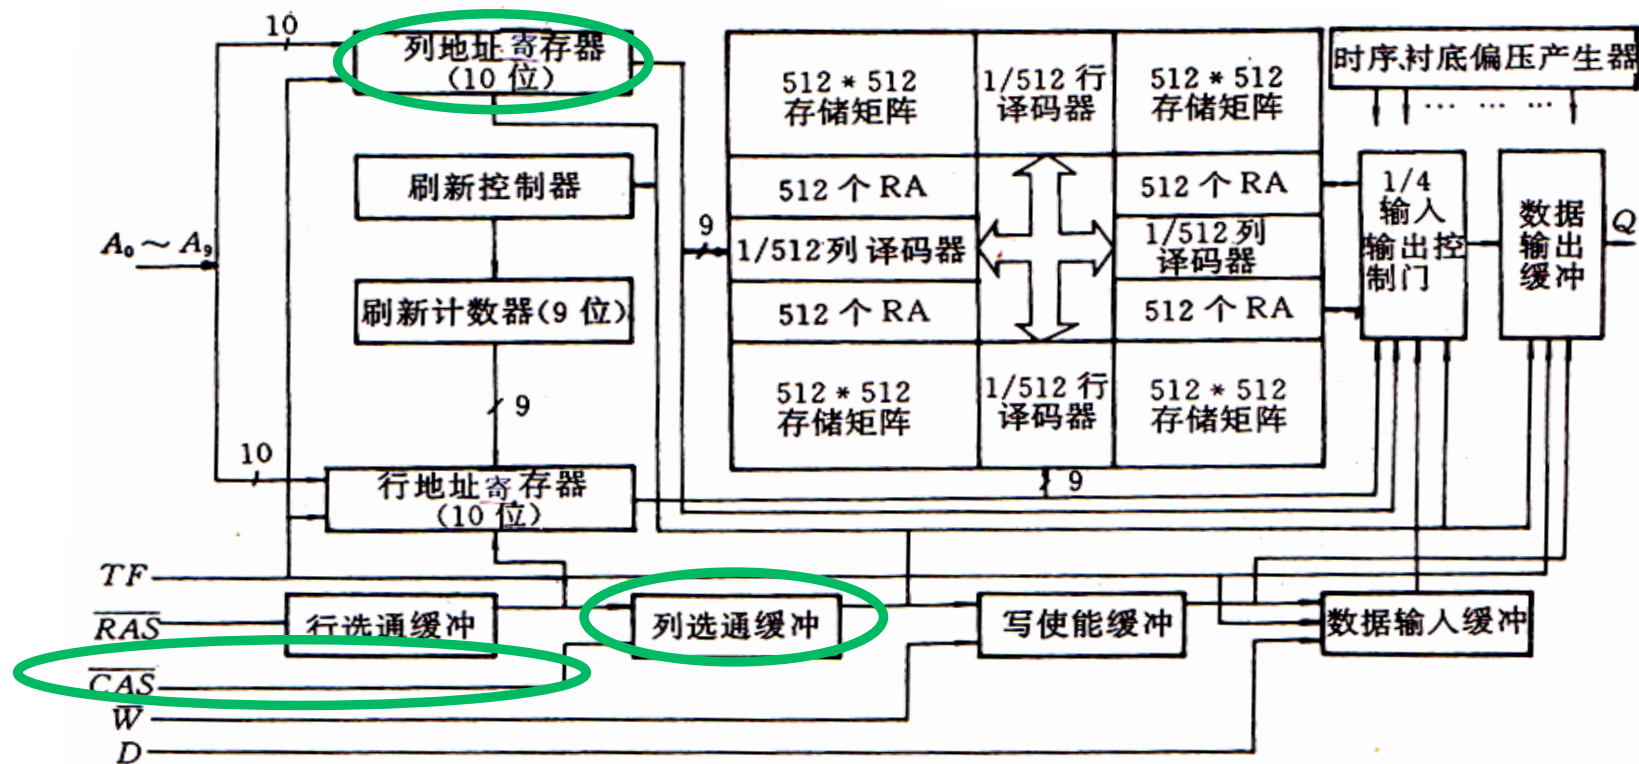 10
列地址寄存器
(10 位)
512 * 512
存储矩阵
1/512 行
译码器
512 * 512
存储矩阵
时序、衬底偏压产生器
… … …
刷新控制器
512 个 RA
512 个 RA
1/4
输入
输出控
制门
数据
输出
缓冲
Q
A₀～A₉
9
1/512 列 译码器
1/512 列
译码器
刷新计数器(9 位)
512 个 RA
512 个 RA
9
512 * 512
存储矩阵
1/512 行
译码器
512 * 512
存储矩阵
10
行地址寄存器
(10 位)
9
TF
R̅A̅S̅
行选通缓冲
列选通缓冲
写使能缓冲
数据输入缓冲
C̅A̅S̅
W̅
D